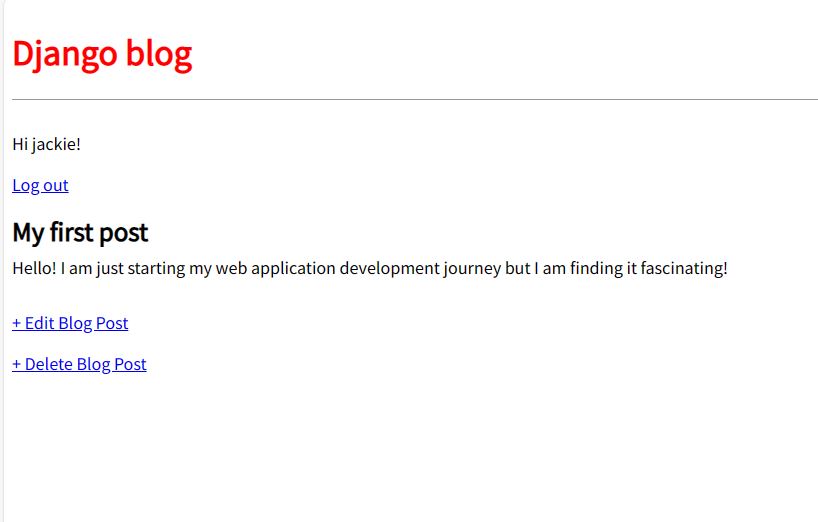 Django blog
Hi jackie!
Log out
My first post
Hello! I am just starting my web application development journey but I am finding it fascinating!
+ Edit Blog Post
+ Delete Blog Post